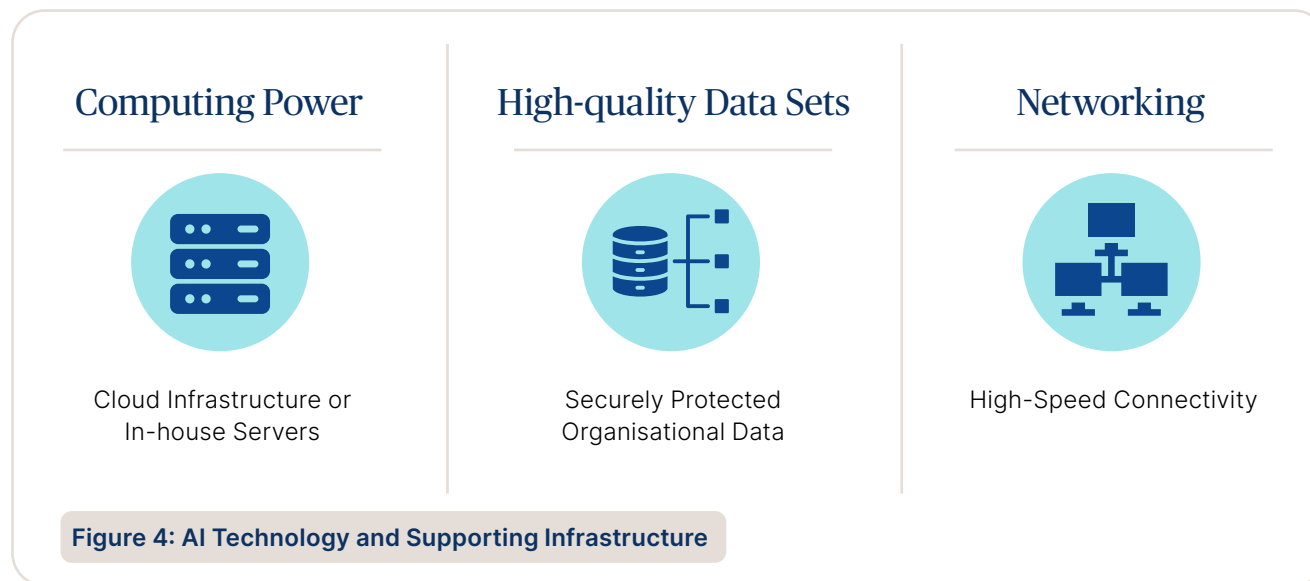 Computing Power
Cloud Infrastructure or
In-house Servers
High-quality Data Sets
Securely Protected
Organisational Data
Networking
High-Speed Connectivity
Figure 4: AI Technology and Supporting Infrastructure